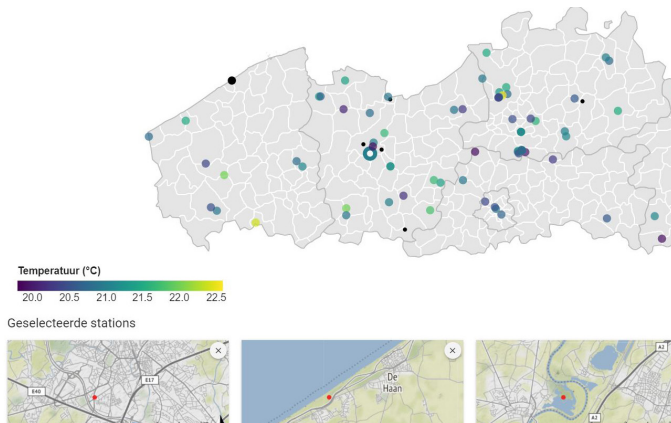 Temperatuur (°C)
20.0 20.5 21.0 21.5 22.0 22.5
Geselecteerde stations
E17
E40
De
Haan
A2
A2